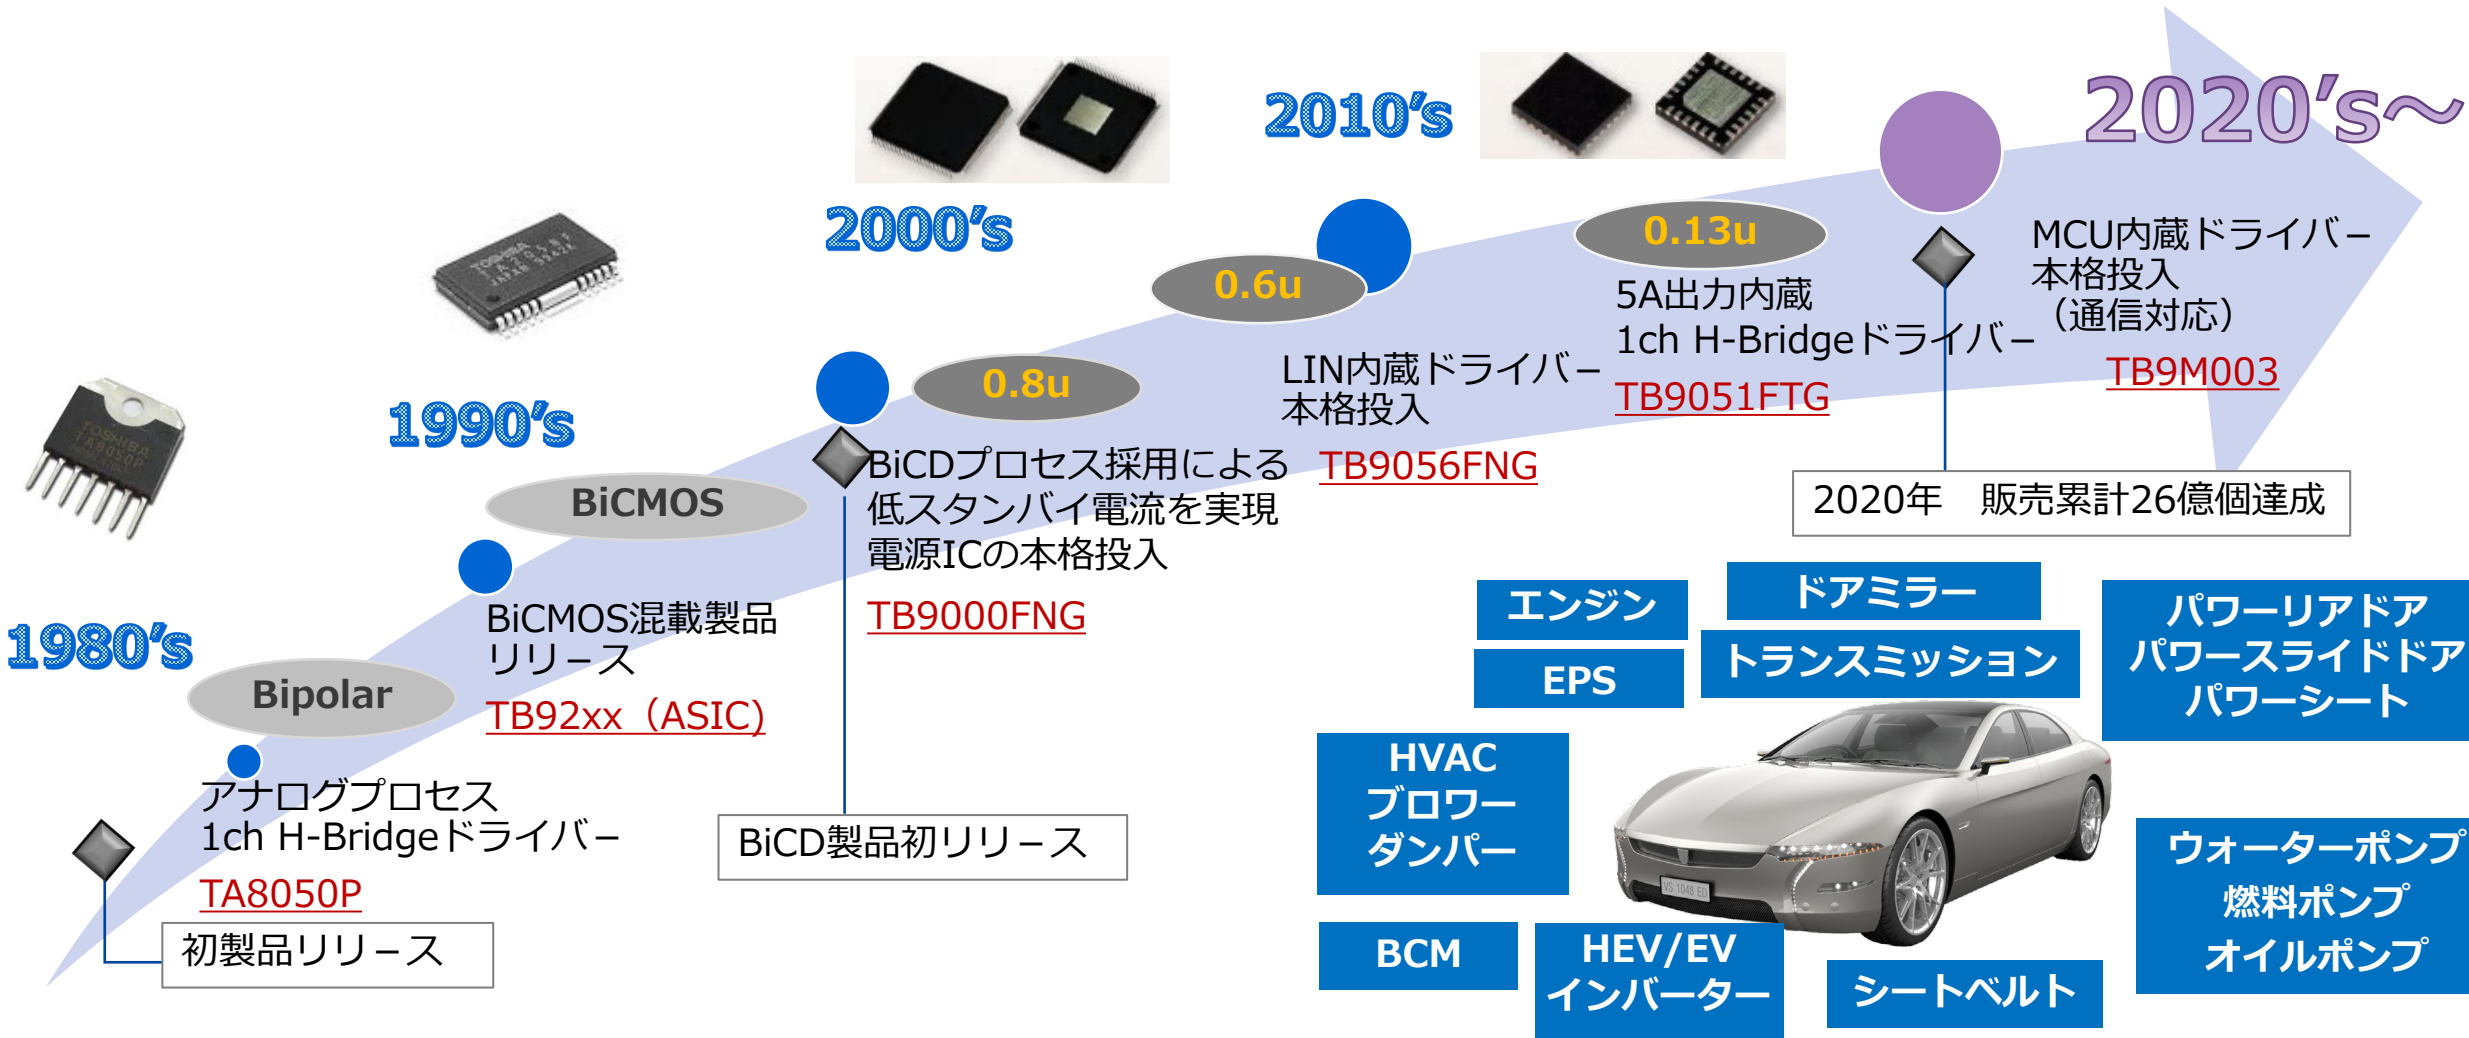 2020's～
2010's
2000's
1990's
1980's
TOSHIBA
TA8050P
TOSHIBA
0.13u
0.6u
0.8u
BiCMOS
Bipolar
アナログプロセス
1ch H-Bridgeドライバ－
TA8050P
初製品リリ－ス
BiCMOS混載製品
リリ－ス
TB92xx（ASIC)
BiCDプロセス採用による
低スタンバイ電流を実現
電源ICの本格投入
TB9000FNG
BiCD製品初リリ－ス
LIN内蔵ドライバ－
本格投入
TB9056FNG
5A出力内蔵
1ch H-Bridgeドライバ－
TB9051FTG
MCU内蔵ドライバ－
本格投入
（通信対応）
TB9M003
2020年　販売累計26億個達成
エンジン
ドアミラー
EPS
トランスミッション
パワーリアドア
パワースライドドア
パワーシート
HVAC
ブロワー
ダンパー
VS 1048 ED
ウォーターポンプ
燃料ポンプ
オイルポンプ
BCM
HEV/EV
インバーター
シートベルト